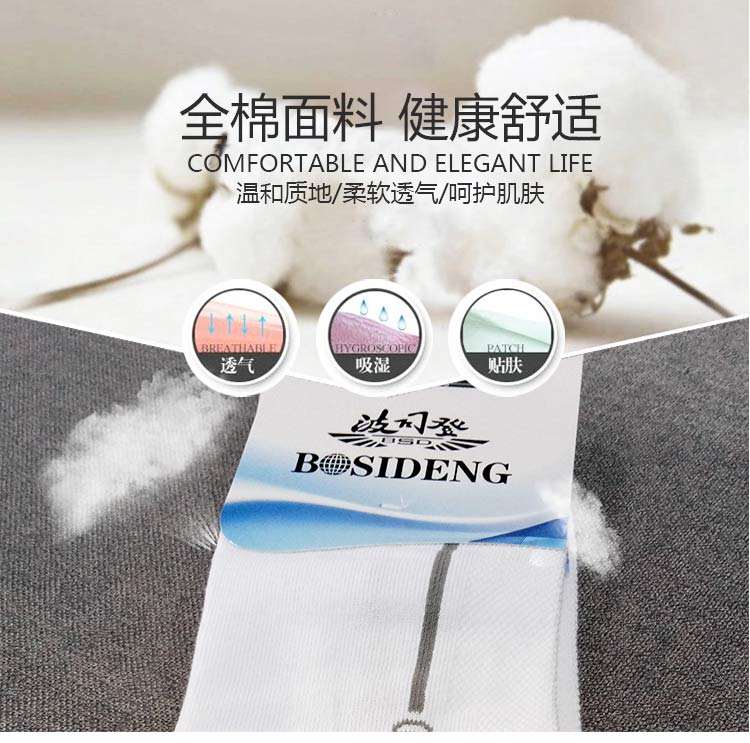 全棉面料 健康舒适
COMFORTABLE AND ELEGANT LIFE
温和质地/柔软透气/呵护肌肤
BREATHABLE
透气
HYGROSCOPIC
吸湿
PATCH
贴肤
波司登
BSD
BOSIDENG